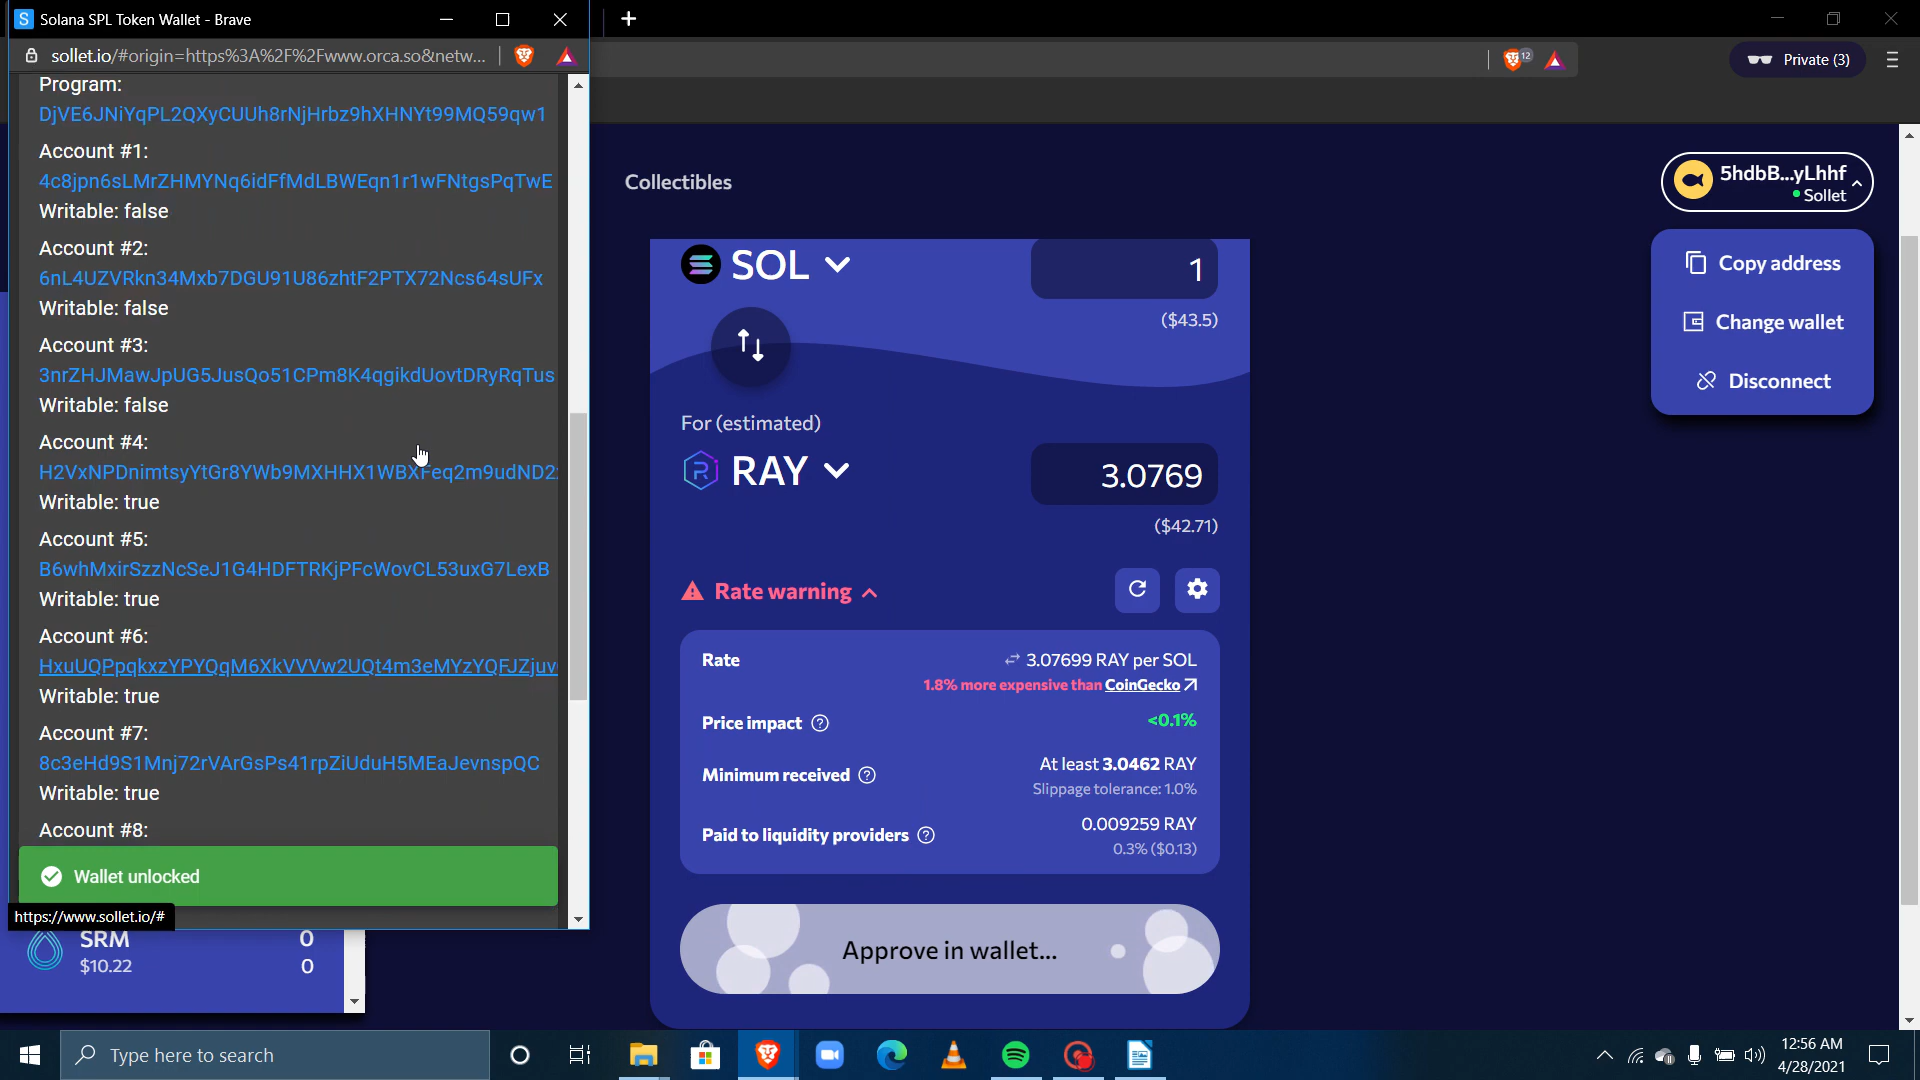 Solana SPL Token Wallet - Brave
sollet.io/#origin=https%3A%2F%2Fwww.orca.so&netw...
Program:
DjVE6JNiYqPL2QXyCUUh8rNjHrbz9hXHNYt99MQ59qw1
Account #1:
4c8jpn6sLMrZHMYNq6idFfMdLBWEqn1r1wFNtgsPqTwE
Writable: false
Account #2:
6nL4UZVRkn34Mxb7DGU91U86zhtF2PTX72Ncs64sUFx
Writable: false
Account #3:
3nrZHJMawJpUG5JusQo51CPm8K4qgikdUovtDRyRqTus
Writable: false
Account #4:
H2VxNPDnimtsyYtGr8YWb9MXHHX1WBXFeq2m9udND2
Writable: true
Account #5:
B6whMxirSzzNcSeJ1G4HDFTRKjPFcWovCL53uxG7LexB
Writable: true
Account #6:
HxuUQPpqkxzYPYQqM6XkVVVw2UQt4m3eMYzYQFJZjuv
Writable: true
Account #7:
8c3eHd9S1Mnj72rVArGsPs41rpZiUduH5MEaJevnspQC
Writable: true
Account #8:
Wallet unlocked
https://www.sollet.io/#
SRM 0
$10.22 0
12
Private (3)
Collectibles
5hdbB...yLhhf
Sollet
Copy address
Change wallet
Disconnect
SOL 1
($43.5)
For (estimated)
RAY 3.0769
($42.71)
Rate warning
Rate 3.07699 RAY per SOL
1.8% more expensive than CoinGecko
Price impact ? <0.1%
Minimum received ? At least 3.0462 RAY
Slippage tolerance: 1.0%
Paid to liquidity providers ? 0.009259 RAY
0.3% ($0.13)
Approve in wallet...
Type here to search
12:56 AM
4/28/2021